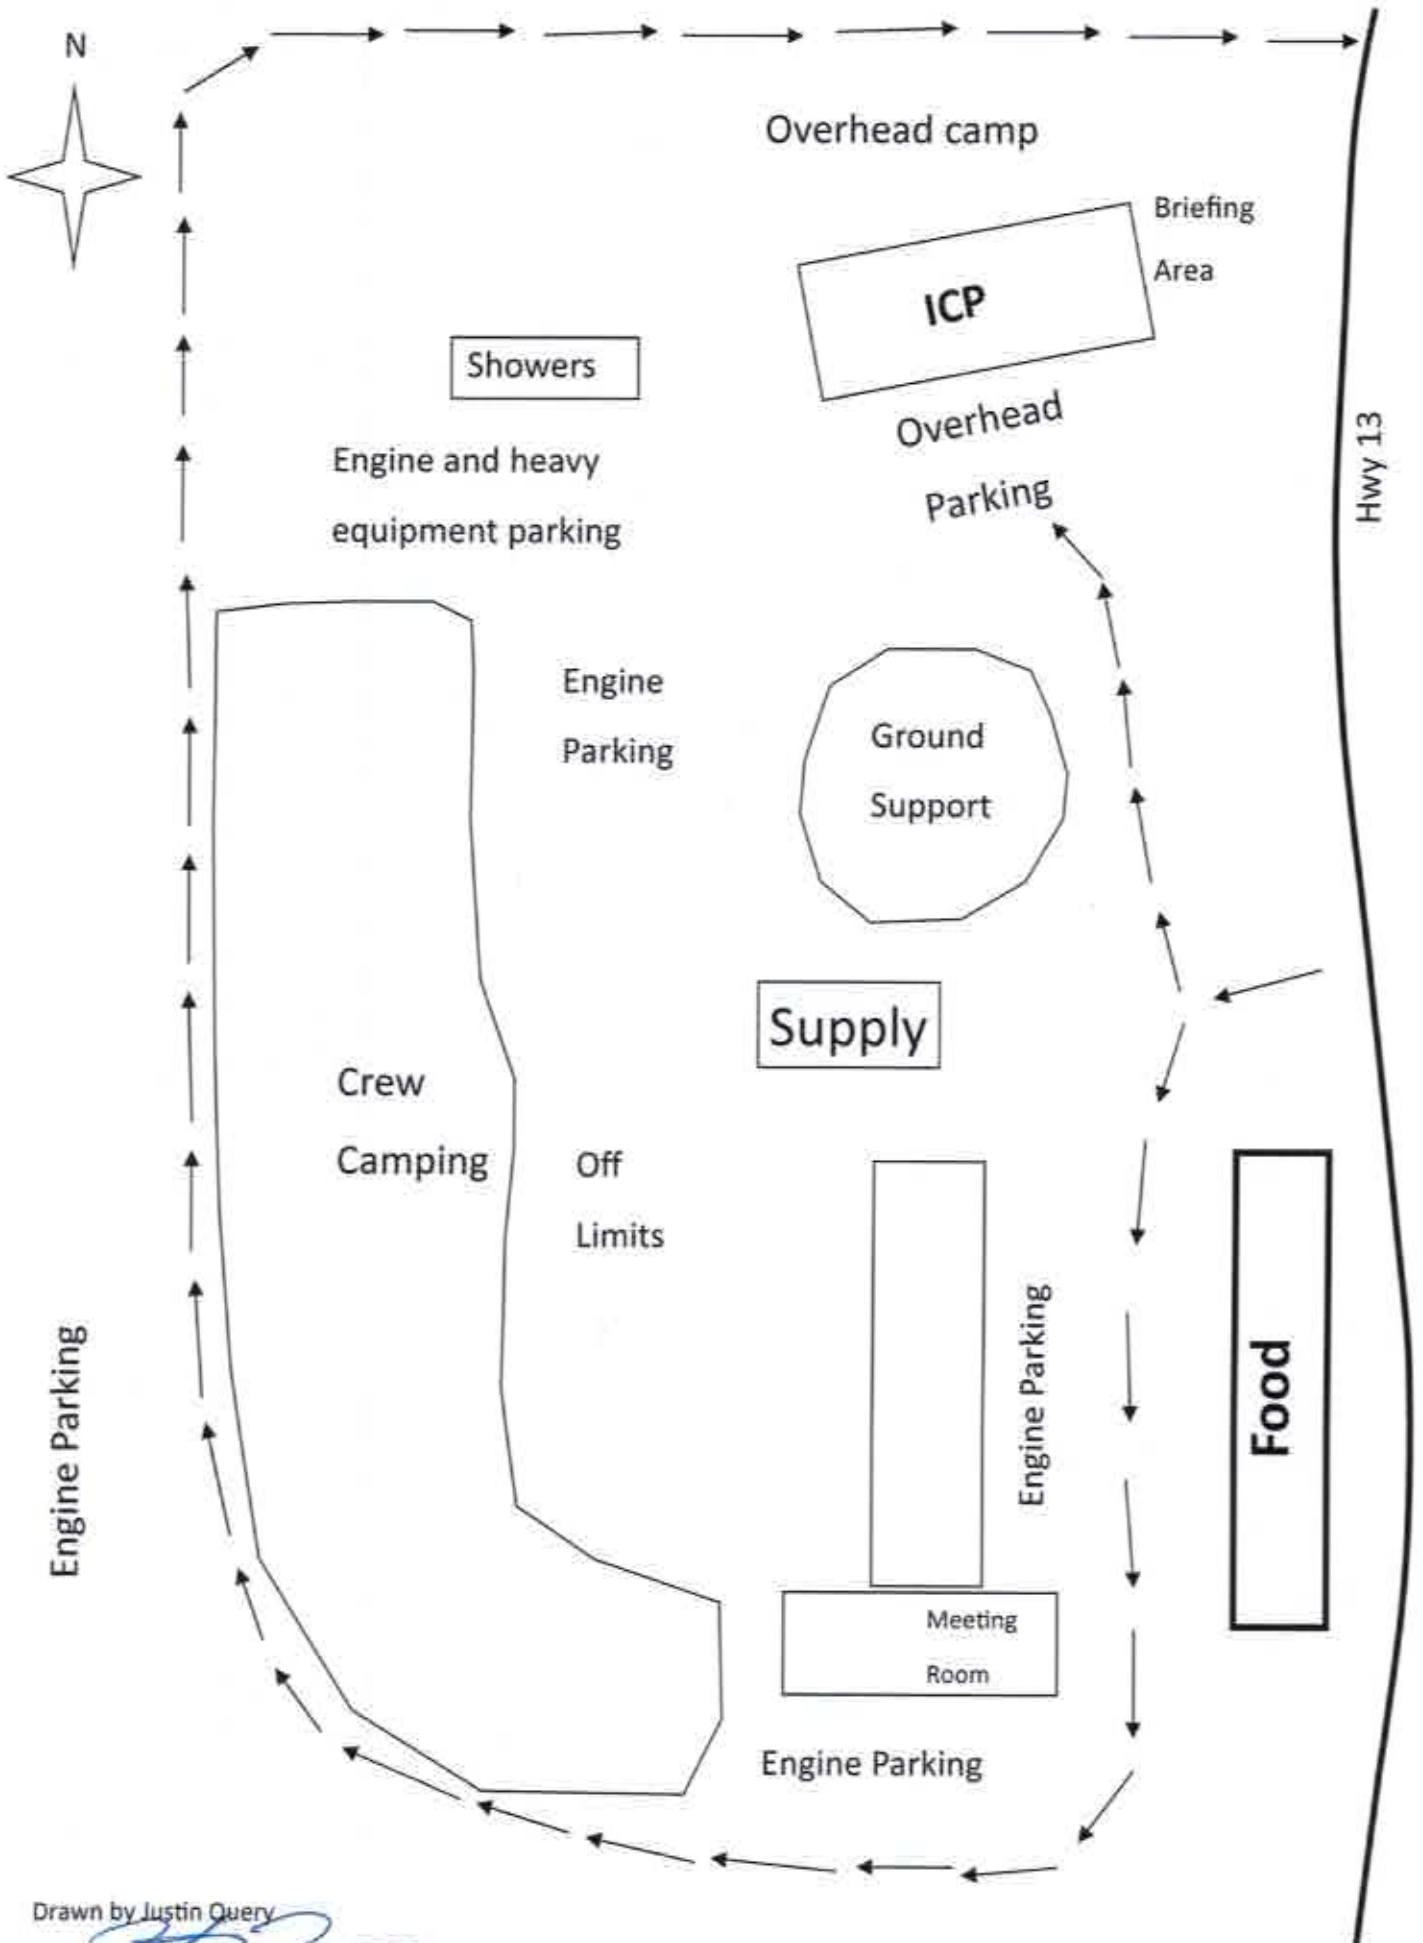 N
Overhead camp
Briefing
Area
ICP
Showers
Overhead
Parking
Hwy 13
Engine and heavy
equipment parking
Engine
Parking
Ground
Support
Supply
Crew
Camping
Off
Limits
Engine Parking
Engine Parking
Food
Meeting
Room
Engine Parking
Drawn by Justin Query